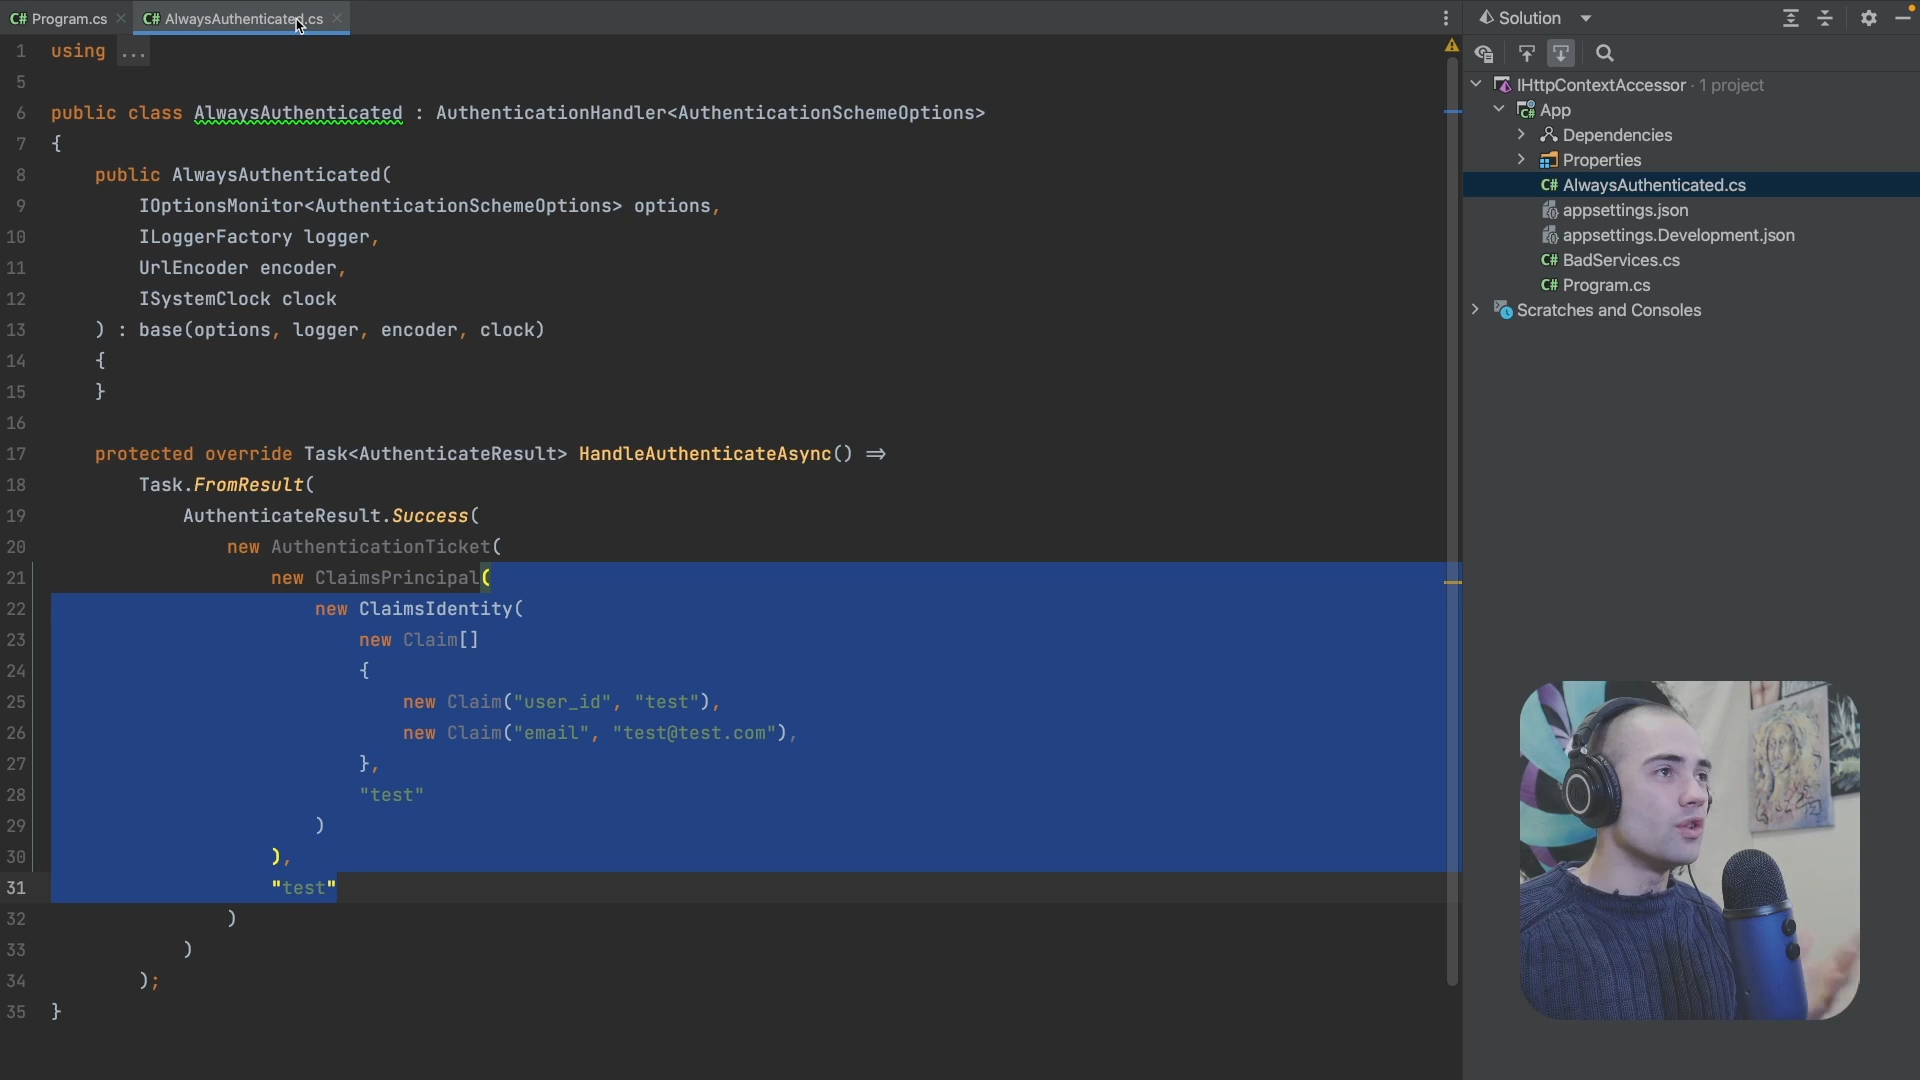 C# Program.cs
C# AlwaysAuthenticated.cs
Solution
1 using ...
5
6 public class AlwaysAuthenticated : AuthenticationHandler<AuthenticationSchemeOptions>
7 {
8 public AlwaysAuthenticated(
9 IOptionsMonitor<AuthenticationSchemeOptions> options,
10 ILoggerFactory logger,
11 UrlEncoder encoder,
12 ISystemClock clock
13 ) : base(options, logger, encoder, clock)
14 {
15 }
16
17 protected override Task<AuthenticateResult> HandleAuthenticateAsync() =>
18 Task.FromResult(
19 AuthenticateResult.Success(
20 new AuthenticationTicket(
21 new ClaimsPrincipal(
22 new ClaimsIdentity(
23 new Claim[]
24 {
25 new Claim("user_id", "test"),
26 new Claim("email", "test@test.com"),
27 },
28 "test"
29 )
30 ),
31 "test"
32 )
33 )
34 );
35 }
IHttpContextAccessor · 1 project
C# App
Dependencies
Properties
C# AlwaysAuthenticated.cs
appsettings.json
appsettings.Development.json
C# BadServices.cs
C# Program.cs
Scratches and Consoles